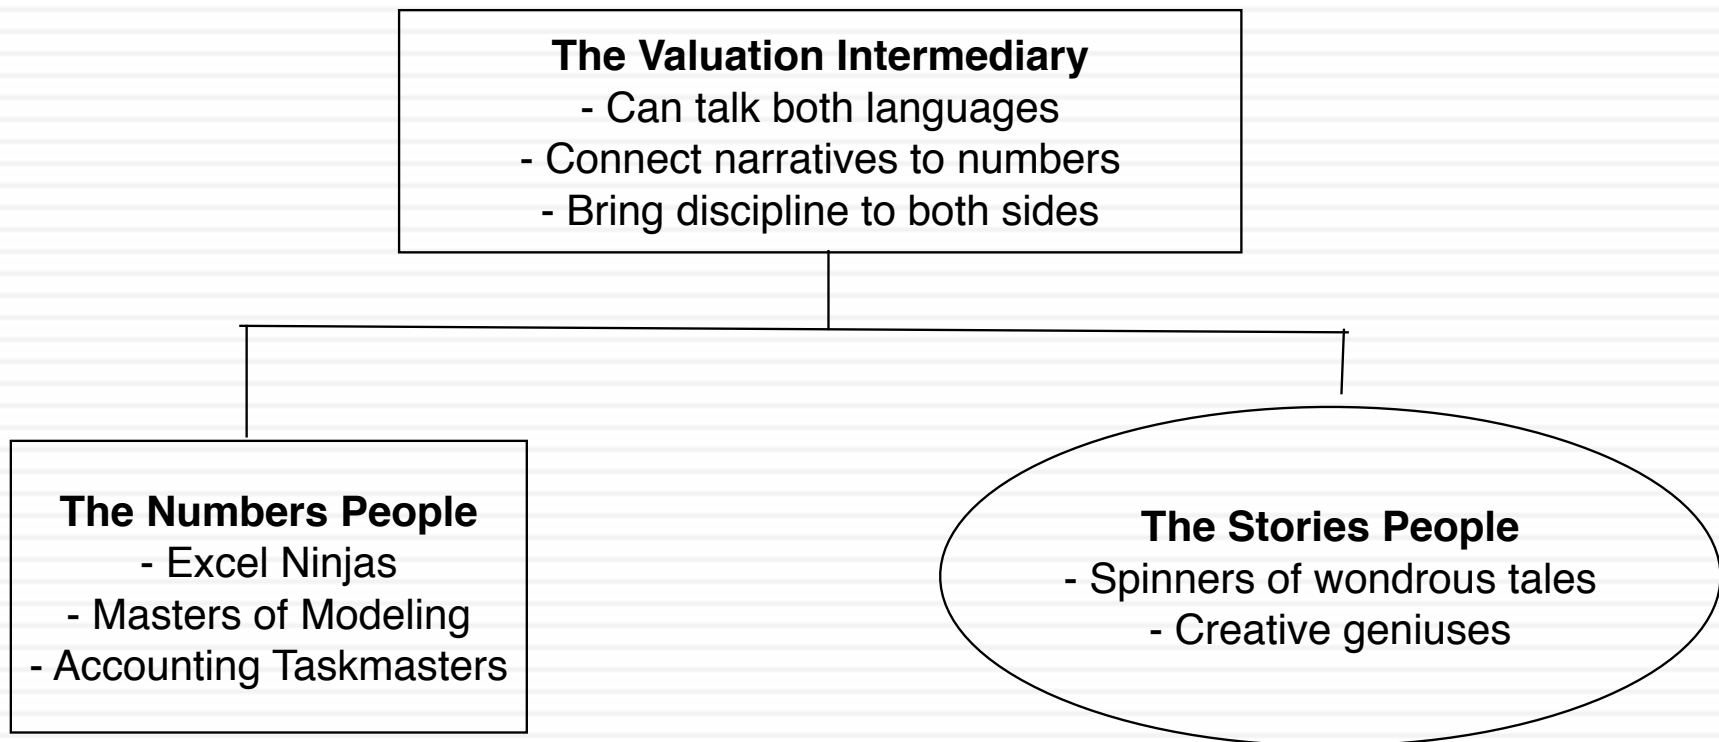 The Valuation Intermediary
- Can talk both languages
- Connect narratives to numbers
- Bring discipline to both sides
The Numbers People
- Excel Ninjas
- Masters of Modeling
- Accounting Taskmasters
The Stories People
- Spinners of wondrous tales
- Creative geniuses